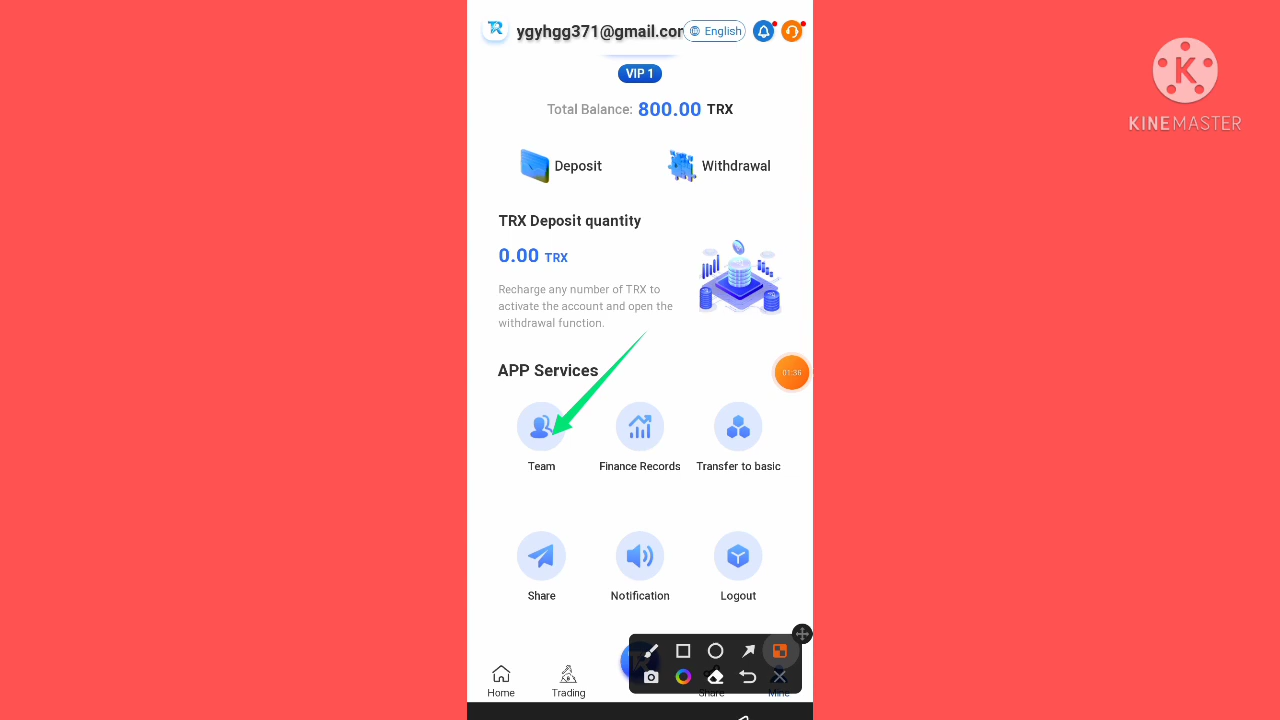 ygyhgg371@gmail.com
English
VIP 1
Total Balance: 800.00 TRX
Deposit
Withdrawal
TRX Deposit quantity
0.00 TRX
Recharge any number of TRX to
activate the account and open the
withdrawal function.
APP Services
01:36
Team
Finance Records
Transfer to basic
Share
Notification
Logout
Home
Trading
Share
Mine
K
KINEMASTER